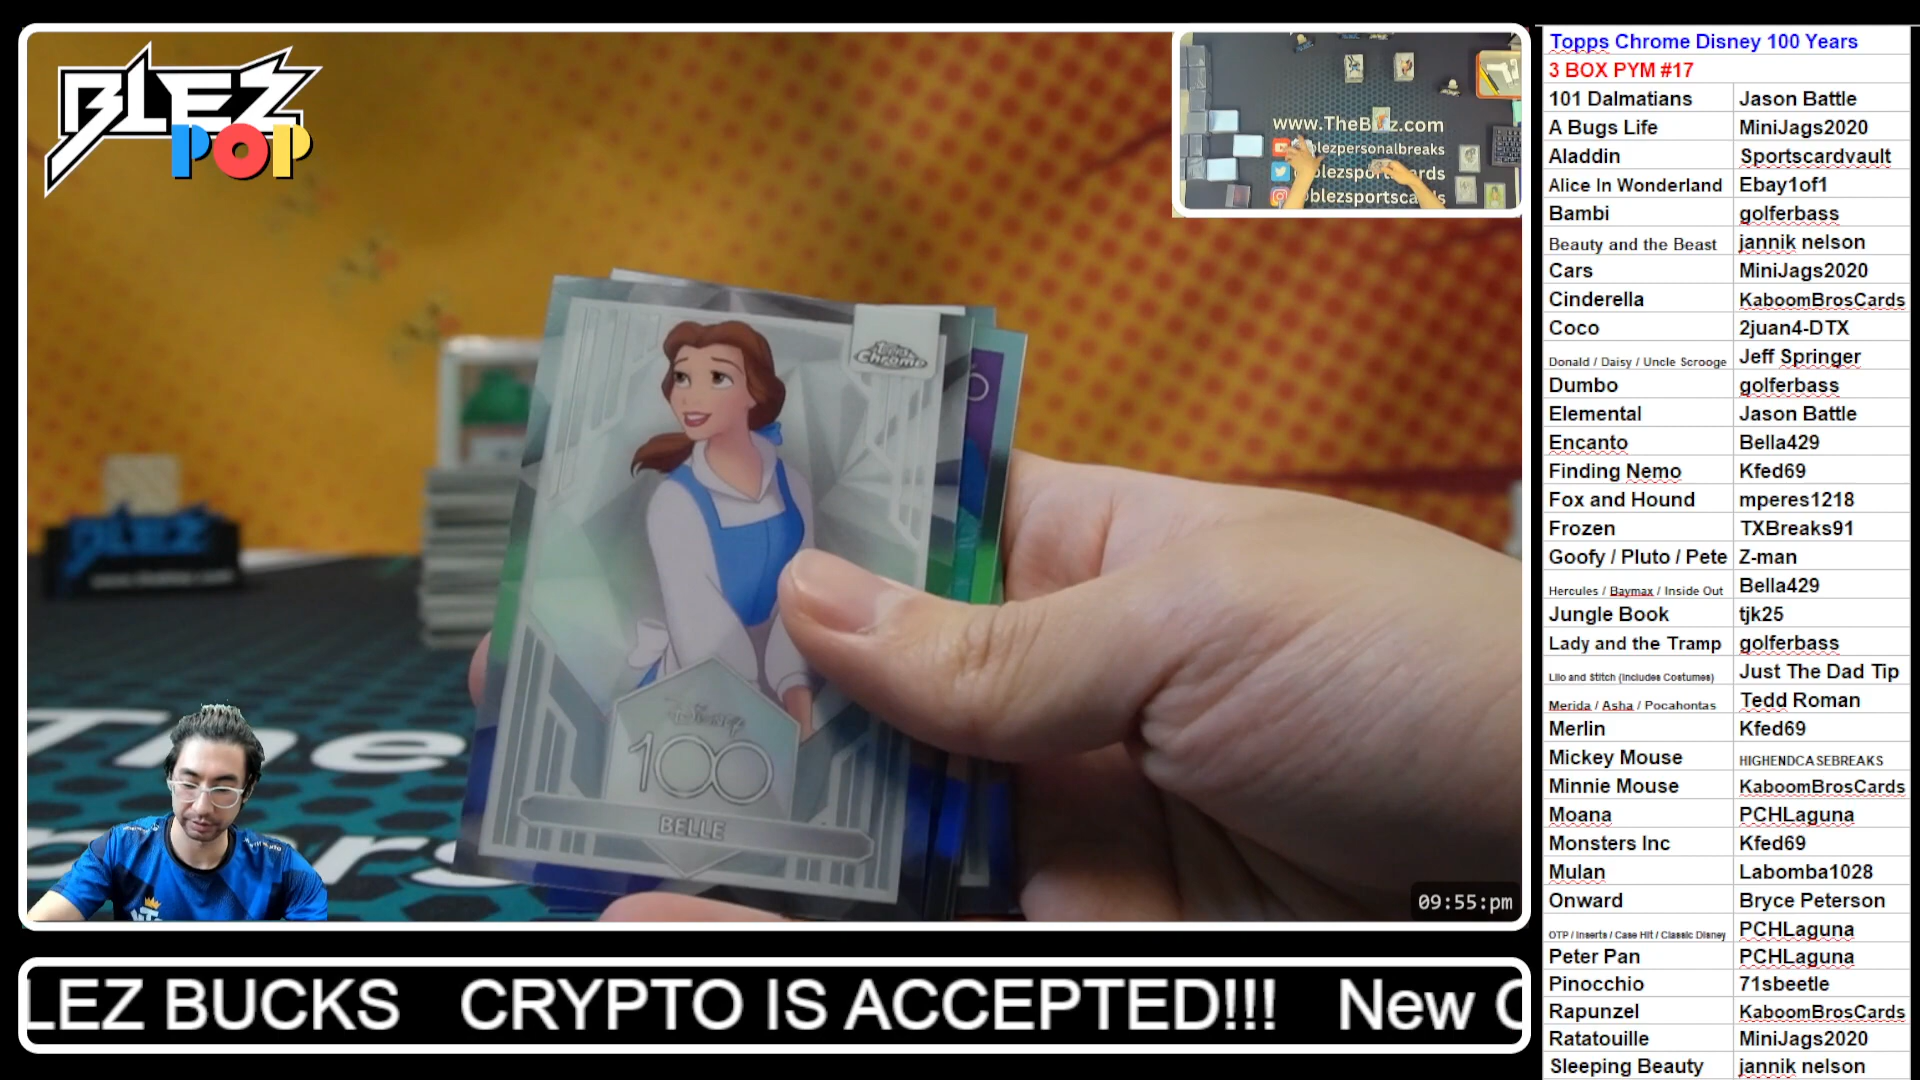 BLEZ
POP
www.TheBlez.com
blezpersonalbreaks
blezsportscards
blezsportscards
Topps
Chrome
Disney
100
BELLE
BLEZ
The
09:55:pm
LEZ BUCKS CRYPTO IS ACCEPTED!!! New
Topps Chrome Disney 100 Years
3 BOX PYM #17
101 Dalmatians Jason Battle
A Bugs Life MiniJags2020
Aladdin Sportscardvault
Alice In Wonderland Ebay1of1
Bambi golferbass
Beauty and the Beast jannik nelson
Cars MiniJags2020
Cinderella KaboomBrosCards
Coco 2juan4-DTX
Donald / Daisy / Uncle Scrooge Jeff Springer
Dumbo golferbass
Elemental Jason Battle
Encanto Bella429
Finding Nemo Kfed69
Fox and Hound mperes1218
Frozen TXBreaks91
Goofy / Pluto / Pete Z-man
Hercules / Baymax / Inside Out Bella429
Jungle Book tjk25
Lady and the Tramp golferbass
Lilo and Stitch (Includes Costumes) Just The Dad Tip
Merida / Asha / Pocahontas Tedd Roman
Merlin Kfed69
Mickey Mouse HIGHENDCASEBREAKS
Minnie Mouse KaboomBrosCards
Moana PCHLaguna
Monsters Inc Kfed69
Mulan Labomba1028
Onward Bryce Peterson
OTP / Inserts / Case Hit / Classic Disney PCHLaguna
Peter Pan PCHLaguna
Pinocchio 71sbeetle
Rapunzel KaboomBrosCards
Ratatouille MiniJags2020
Sleeping Beauty jannik nelson